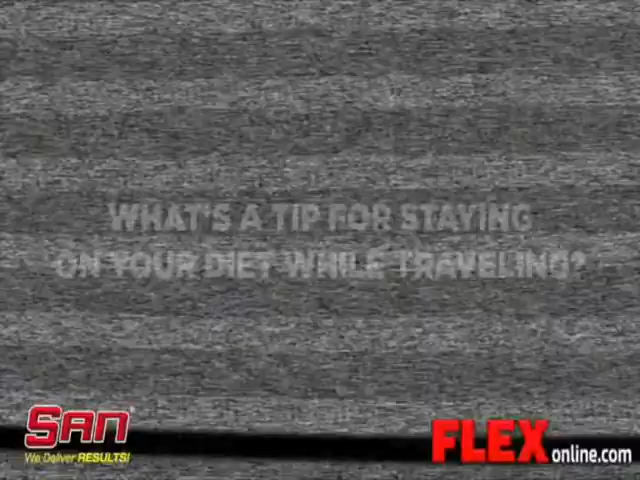 WHAT'S A TIP FOR STAYING
ON YOUR DIET WHILE TRAVELING?
SAN
We Deliver RESULTS!
FLEXonline.com